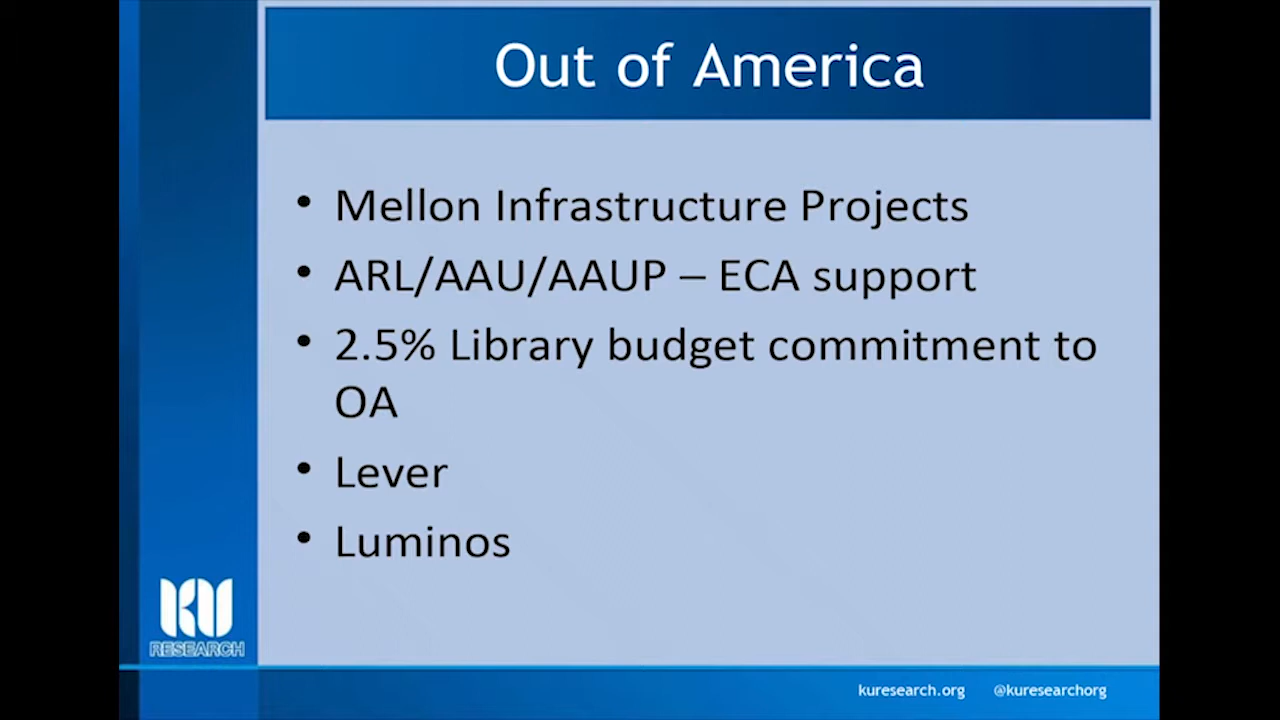 Out of America
• Mellon Infrastructure Projects
• ARL/AAU/AAUP – ECA support
• 2.5% Library budget commitment to
OA
• Lever
• Luminos
KU
RESEARCH
kuresearch.org @kuresearchorg